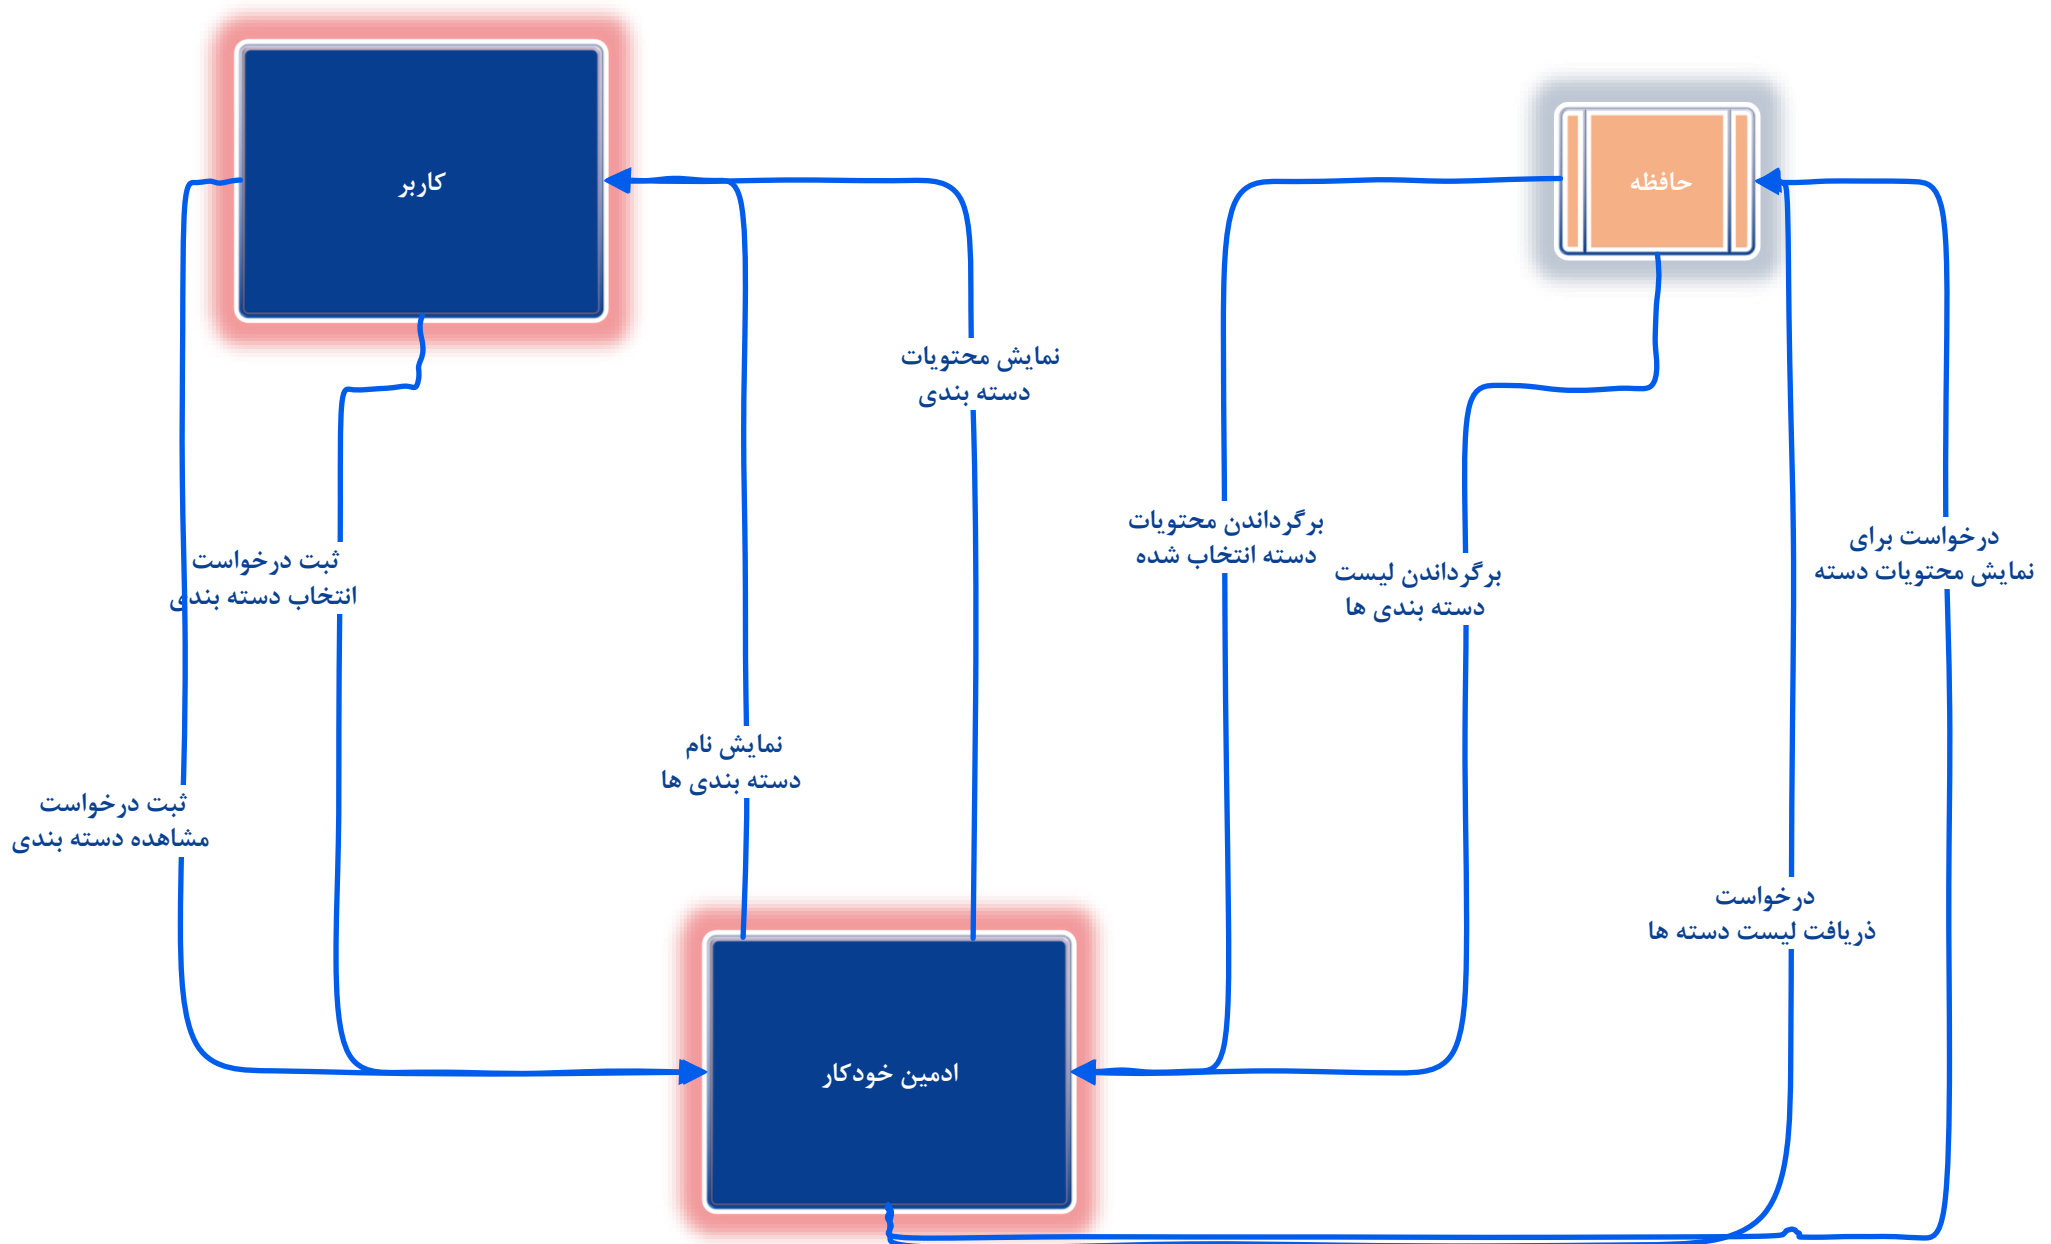 کاربر
حافظه
نمایش محتویات
دسته بندی
برگرداندن محتویات
دسته انتخاب شده
درخواست برای
نمایش محتویات دسته
ثبت درخواست
انتخاب دسته بندی
برگرداندن لیست
دسته بندی ها
نمایش نام
دسته بندی ها
ثبت درخواست
مشاهده دسته بندی
درخواست
ذریافت لیست دسته ها
ادمین خودکار